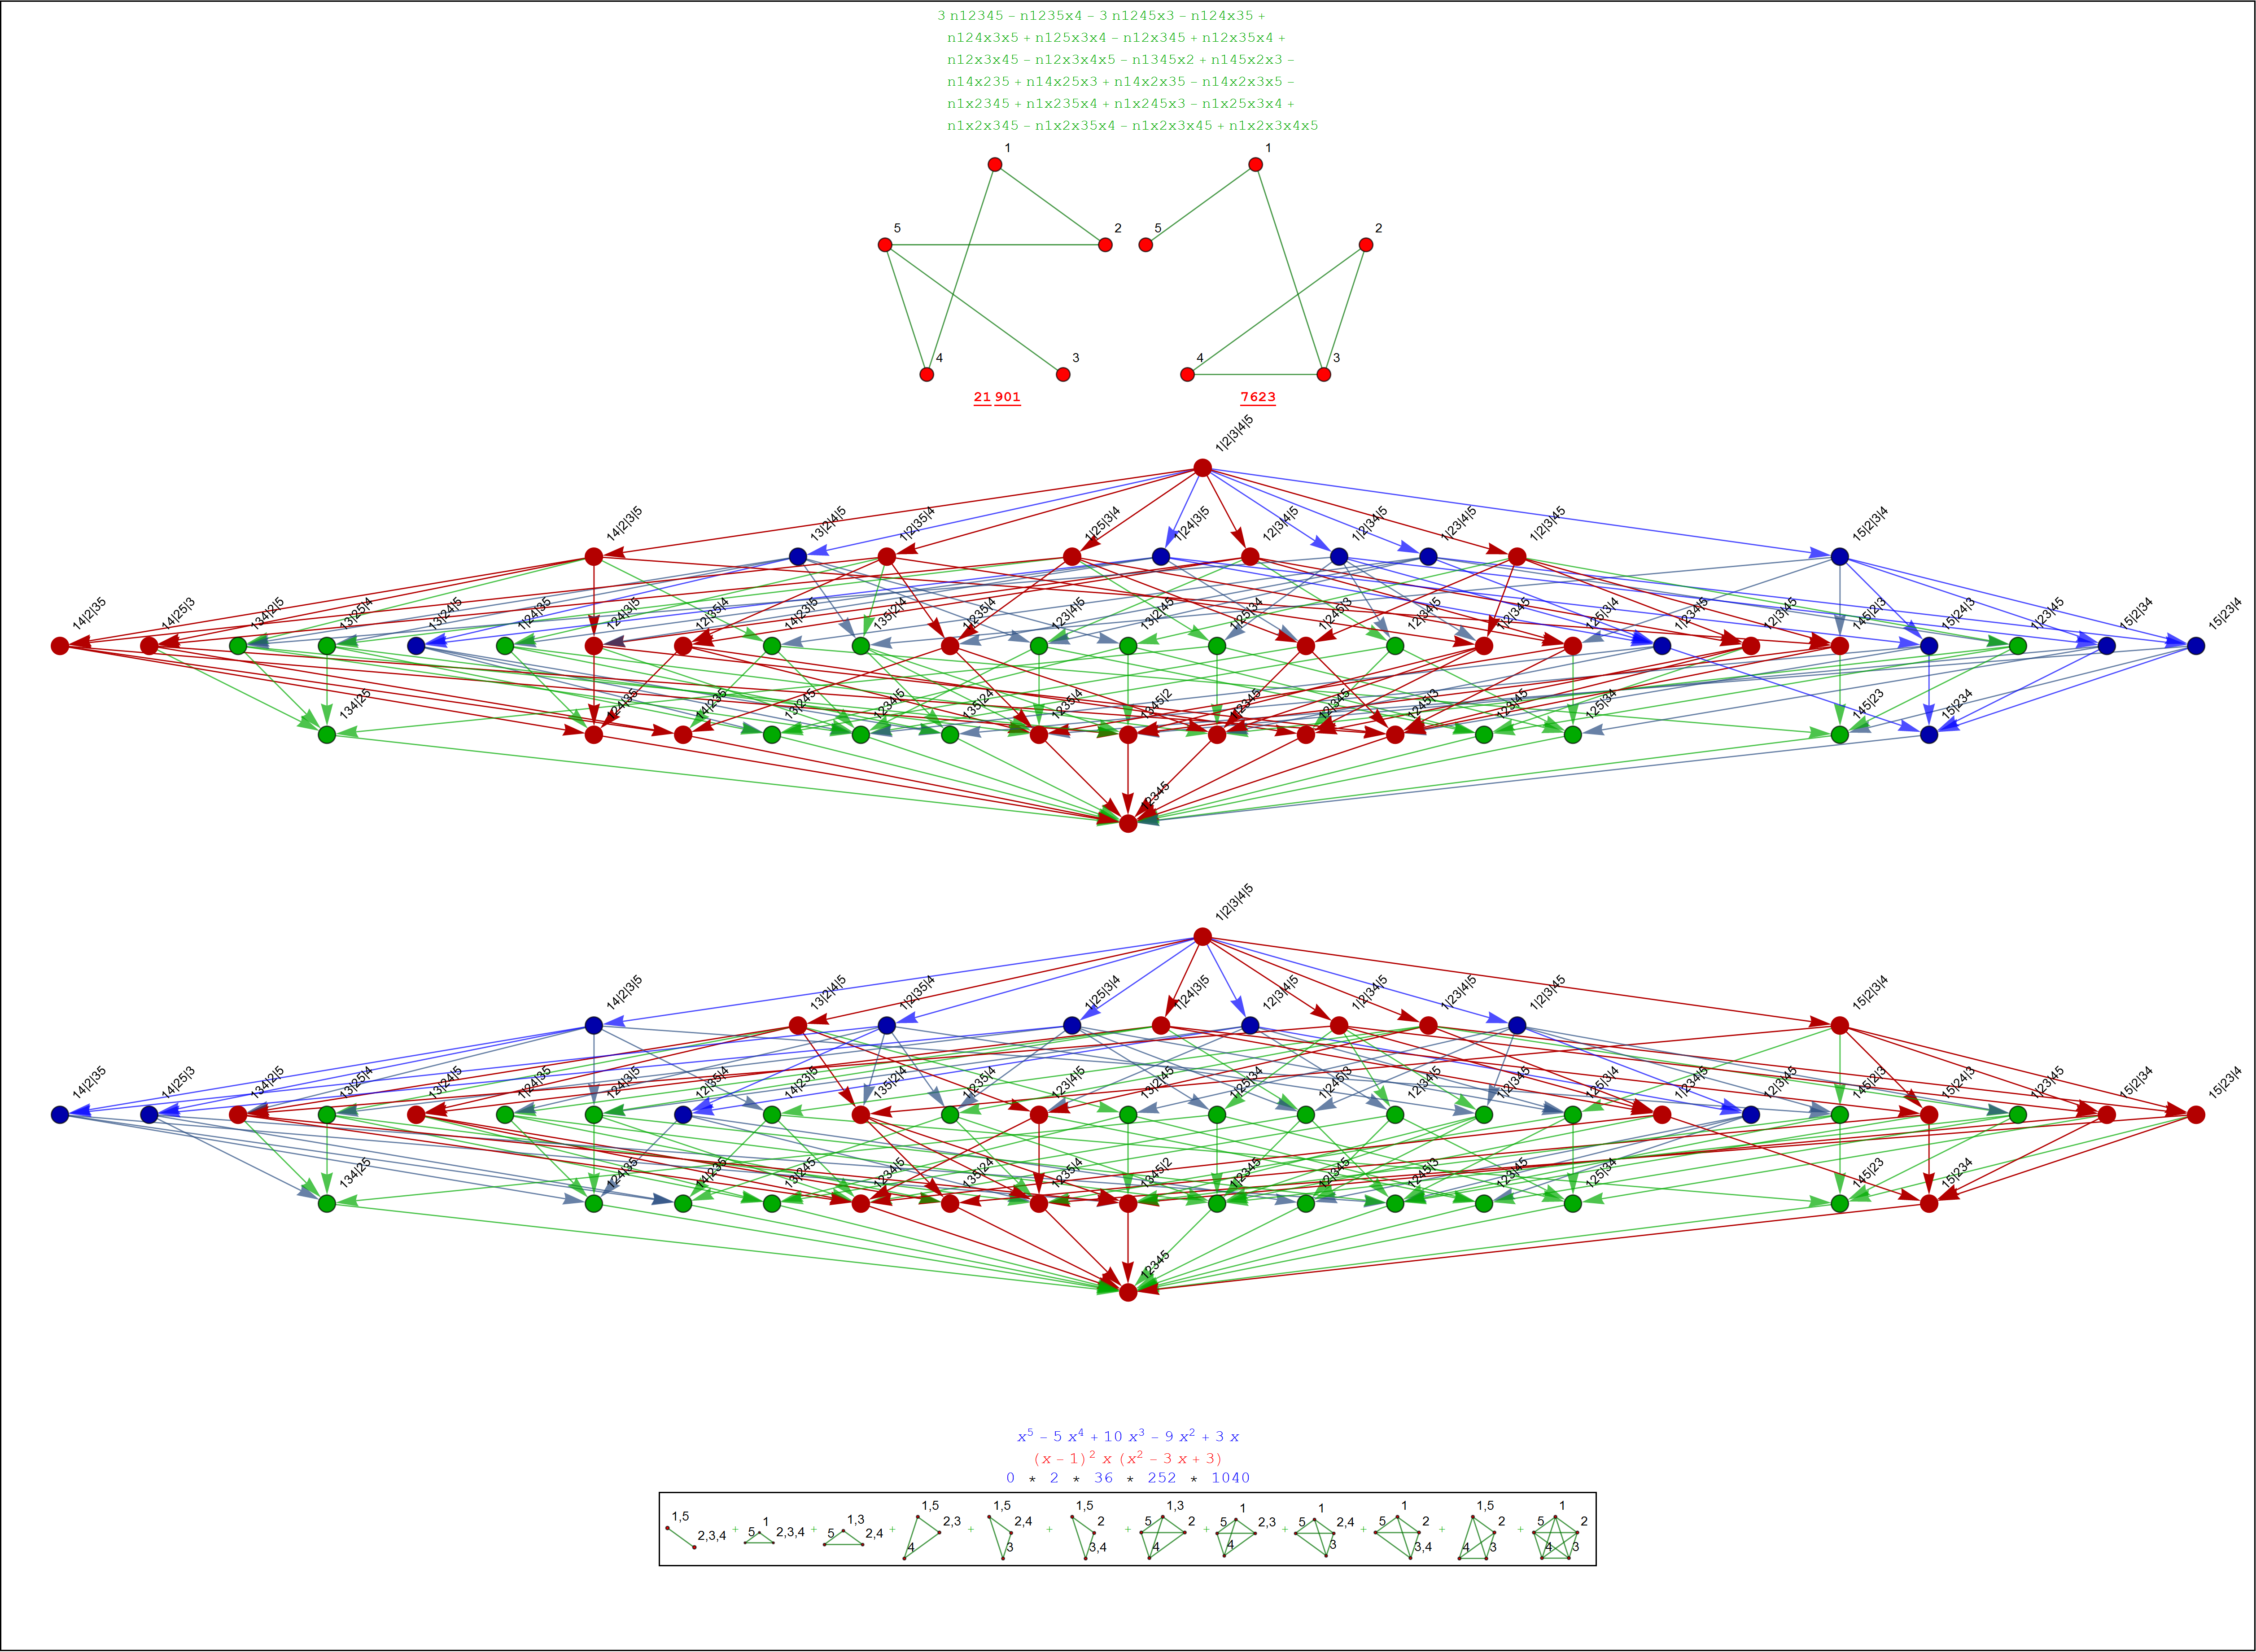 3 n12345 − n1235x4 − 3 n1245x3 − n124x35 +
n124x3x5 + n125x3x4 − n12x345 + n12x35x4 +
n12x3x45 − n12x3x4x5 − n1345x2 + n145x2x3 −
n14x235 + n14x25x3 + n14x2x35 − n14x2x3x5 −
n1x2345 + n1x235x4 + n1x245x3 − n1x25x3x4 +
n1x2x345 − n1x2x35x4 − n1x2x3x45 + n1x2x3x4x5
1 1
5 2 5 2
4 3 4 3
21 901 7623
1|2|3|4|5
14|2|3|5 13|2|4|5 1|2|35|4 1|25|3|4 1|24|3|5 12|3|4|5 1|2|34|5 1|23|4|5 1|2|3|45 15|2|3|4
14|2|35 14|25|3 134|2|5 13|25|4 13|24|5 1|24|35 124|3|5 12|35|4 14|23|5 135|2|4 1|235|4 123|4|5 13|2|45 1|25|34 1|245|3 12|34|5 1|2|345 125|3|4 1|234|5 12|3|45 145|2|3 15|24|3 1|23|45 15|2|34 15|23|4
134|25 124|35 14|235 13|245 1234|5 135|24 1235|4 1345|2 1|2345 12|345 1245|3 123|45 125|34 145|23 15|234
12345
1|2|3|4|5
14|2|3|5 13|2|4|5 1|2|35|4 1|25|3|4 1|24|3|5 12|3|4|5 1|2|34|5 1|23|4|5 1|2|3|45 15|2|3|4
14|2|35 14|25|3 134|2|5 13|25|4 13|24|5 1|24|35 124|3|5 12|35|4 14|23|5 135|2|4 1|235|4 123|4|5 13|2|45 1|25|34 1|245|3 12|34|5 1|2|345 125|3|4 1|234|5 12|3|45 145|2|3 15|24|3 1|23|45 15|2|34 15|23|4
134|25 124|35 14|235 13|245 1234|5 135|24 1235|4 1345|2 1|2345 12|345 1245|3 123|45 125|34 145|23 15|234
12345
x⁵ − 5 x⁴ + 10 x³ − 9 x² + 3 x
(x − 1)² x (x² − 3 x + 3)
0 * 2 * 36 * 252 * 1040
1,5 2,3,4 + 1 5 2,3,4 + 1,3 5 2,4 + 1,5 2,3 4 + 1,5 2,4 3 + 1,5 2 3,4 + 1,3 5 2 4 + 1 5 2,3 4 + 1 5 2,4 3 + 1 5 2 3,4 + 1,5 2 4 3 + 1 5 2 4 3